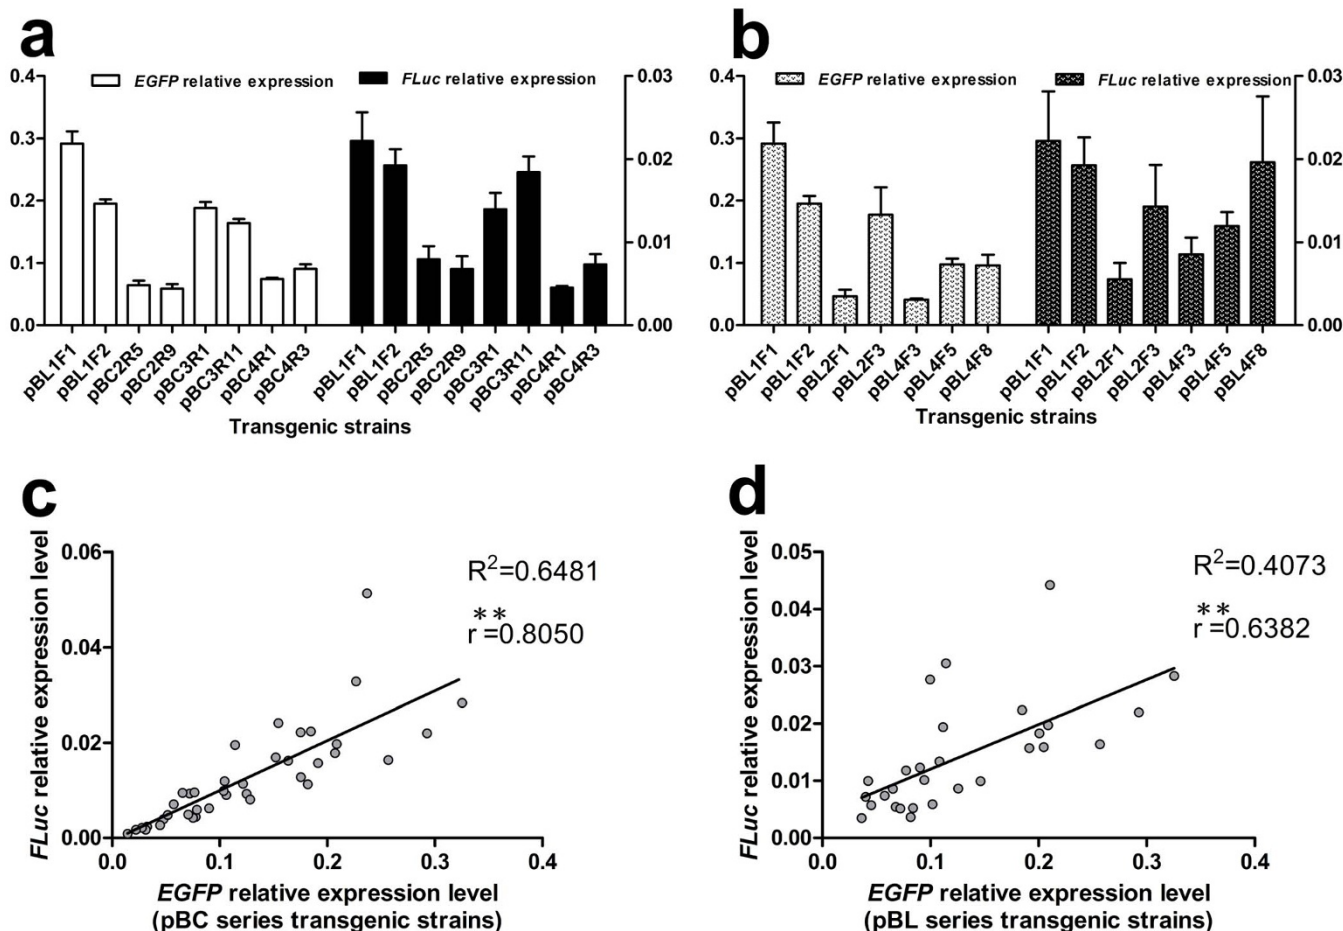 a
EGFP relative expression
FLuc relative expression
0.4
0.3
0.2
0.1
0.0
0.03
0.02
0.01
0.00
pBL1F1
pBL1F2
pBC2R5
pBC2R9
pBC3R1
pBC3R11
pBC4R1
pBC4R3
pBL1F1
pBL1F2
pBC2R5
pBC2R9
pBC3R1
pBC3R11
pBC4R1
pBC4R3
Transgenic strains
b
EGFP relative expression
FLuc relative expression
0.4
0.3
0.2
0.1
0.0
0.03
0.02
0.01
0.00
pBL1F1
pBL1F2
pBL2F1
pBL2F3
pBL4F3
pBL4F5
pBL4F8
pBL1F1
pBL1F2
pBL2F1
pBL2F3
pBL4F3
pBL4F5
pBL4F8
Transgenic strains
c
FLuc relative expression level
0.06
0.04
0.02
0.00
R²=0.6481
**
r =0.8050
0.0
0.1
0.2
0.3
0.4
EGFP relative expression level
(pBC series transgenic strains)
d
FLuc relative expression level
0.05
0.04
0.03
0.02
0.01
0.00
R²=0.4073
**
r =0.6382
0.0
0.1
0.2
0.3
0.4
EGFP relative expression level
(pBL series transgenic strains)